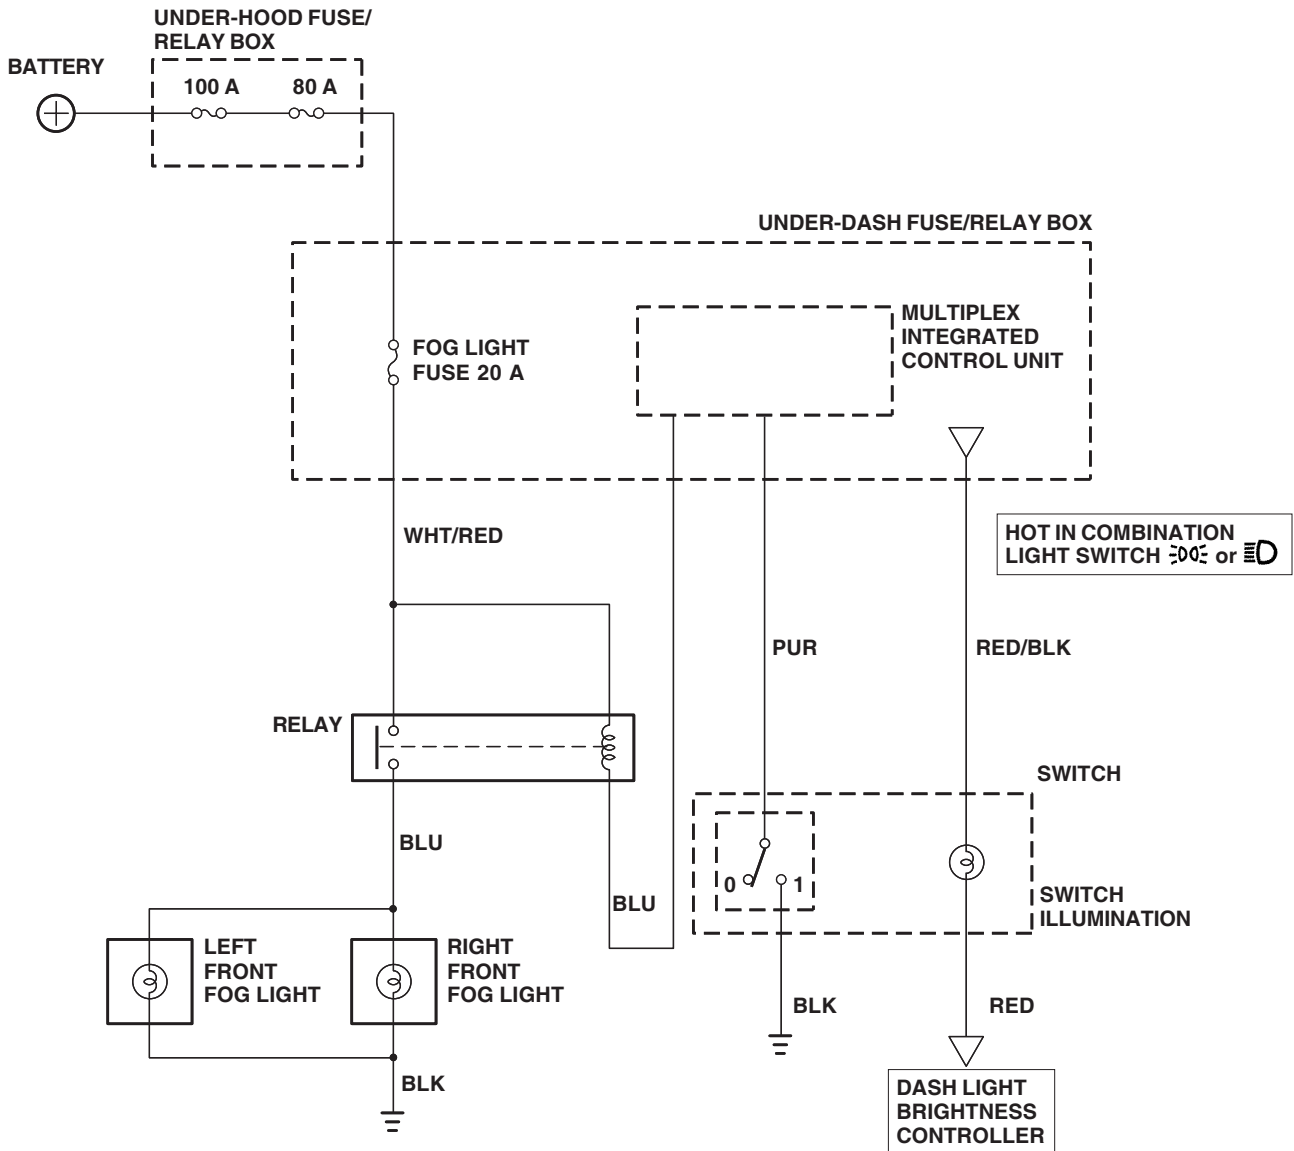 UNDER-HOOD FUSE/
RELAY BOX
BATTERY
100 A
80 A
UNDER-DASH FUSE/RELAY BOX
MULTIPLEX
INTEGRATED
CONTROL UNIT
FOG LIGHT
FUSE 20 A
WHT/RED
HOT IN COMBINATION
LIGHT SWITCH or
PUR
RED/BLK
RELAY
SWITCH
BLU
0
1
BLU
SWITCH
ILLUMINATION
LEFT
FRONT
FOG LIGHT
RIGHT
FRONT
FOG LIGHT
BLK
RED
BLK
DASH LIGHT
BRIGHTNESS
CONTROLLER